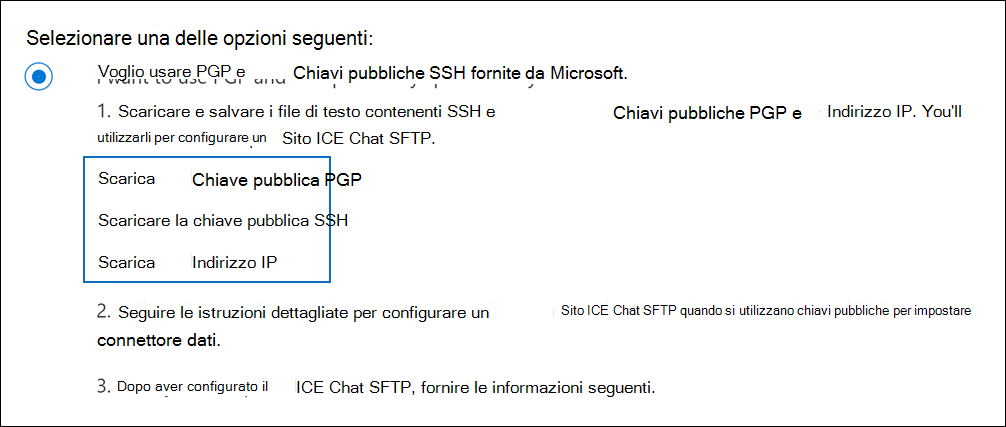 Selezionare una delle opzioni seguenti:
Voglio usare PGP e Chiavi pubbliche SSH fornite da Microsoft.
1. Scaricare e salvare i file di testo contenenti SSH e Chiavi pubbliche PGP e Indirizzo IP. You'll
utilizzarli per configurare un Sito ICE Chat SFTP.
Scarica Chiave pubblica PGP
Scaricare la chiave pubblica SSH
Scarica Indirizzo IP
2. Seguire le istruzioni dettagliate per configurare un Sito ICE Chat SFTP quando si utilizzano chiavi pubbliche per impostare
connettore dati.
3. Dopo aver configurato il ICE Chat SFTP, fornire le informazioni seguenti.